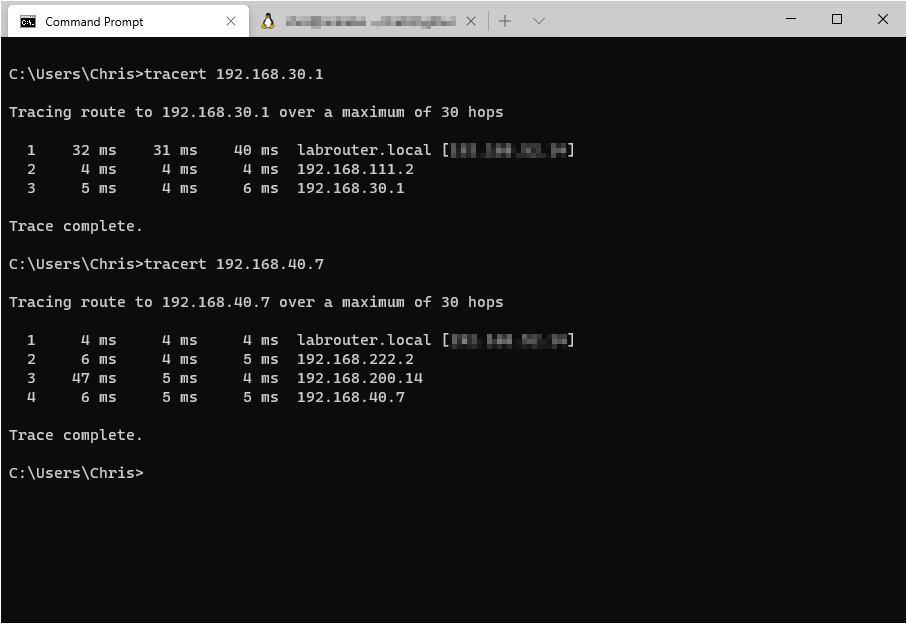 Command Prompt
C:\Users\Chris>tracert 192.168.30.1
Tracing route to 192.168.30.1 over a maximum of 30 hops
1 32 ms 31 ms 40 ms labrouter.local [ ]
2 4 ms 4 ms 4 ms 192.168.111.2
3 5 ms 4 ms 6 ms 192.168.30.1
Trace complete.
C:\Users\Chris>tracert 192.168.40.7
Tracing route to 192.168.40.7 over a maximum of 30 hops
1 4 ms 4 ms 4 ms labrouter.local [ ]
2 6 ms 4 ms 5 ms 192.168.222.2
3 47 ms 5 ms 4 ms 192.168.200.14
4 6 ms 5 ms 5 ms 192.168.40.7
Trace complete.
C:\Users\Chris>